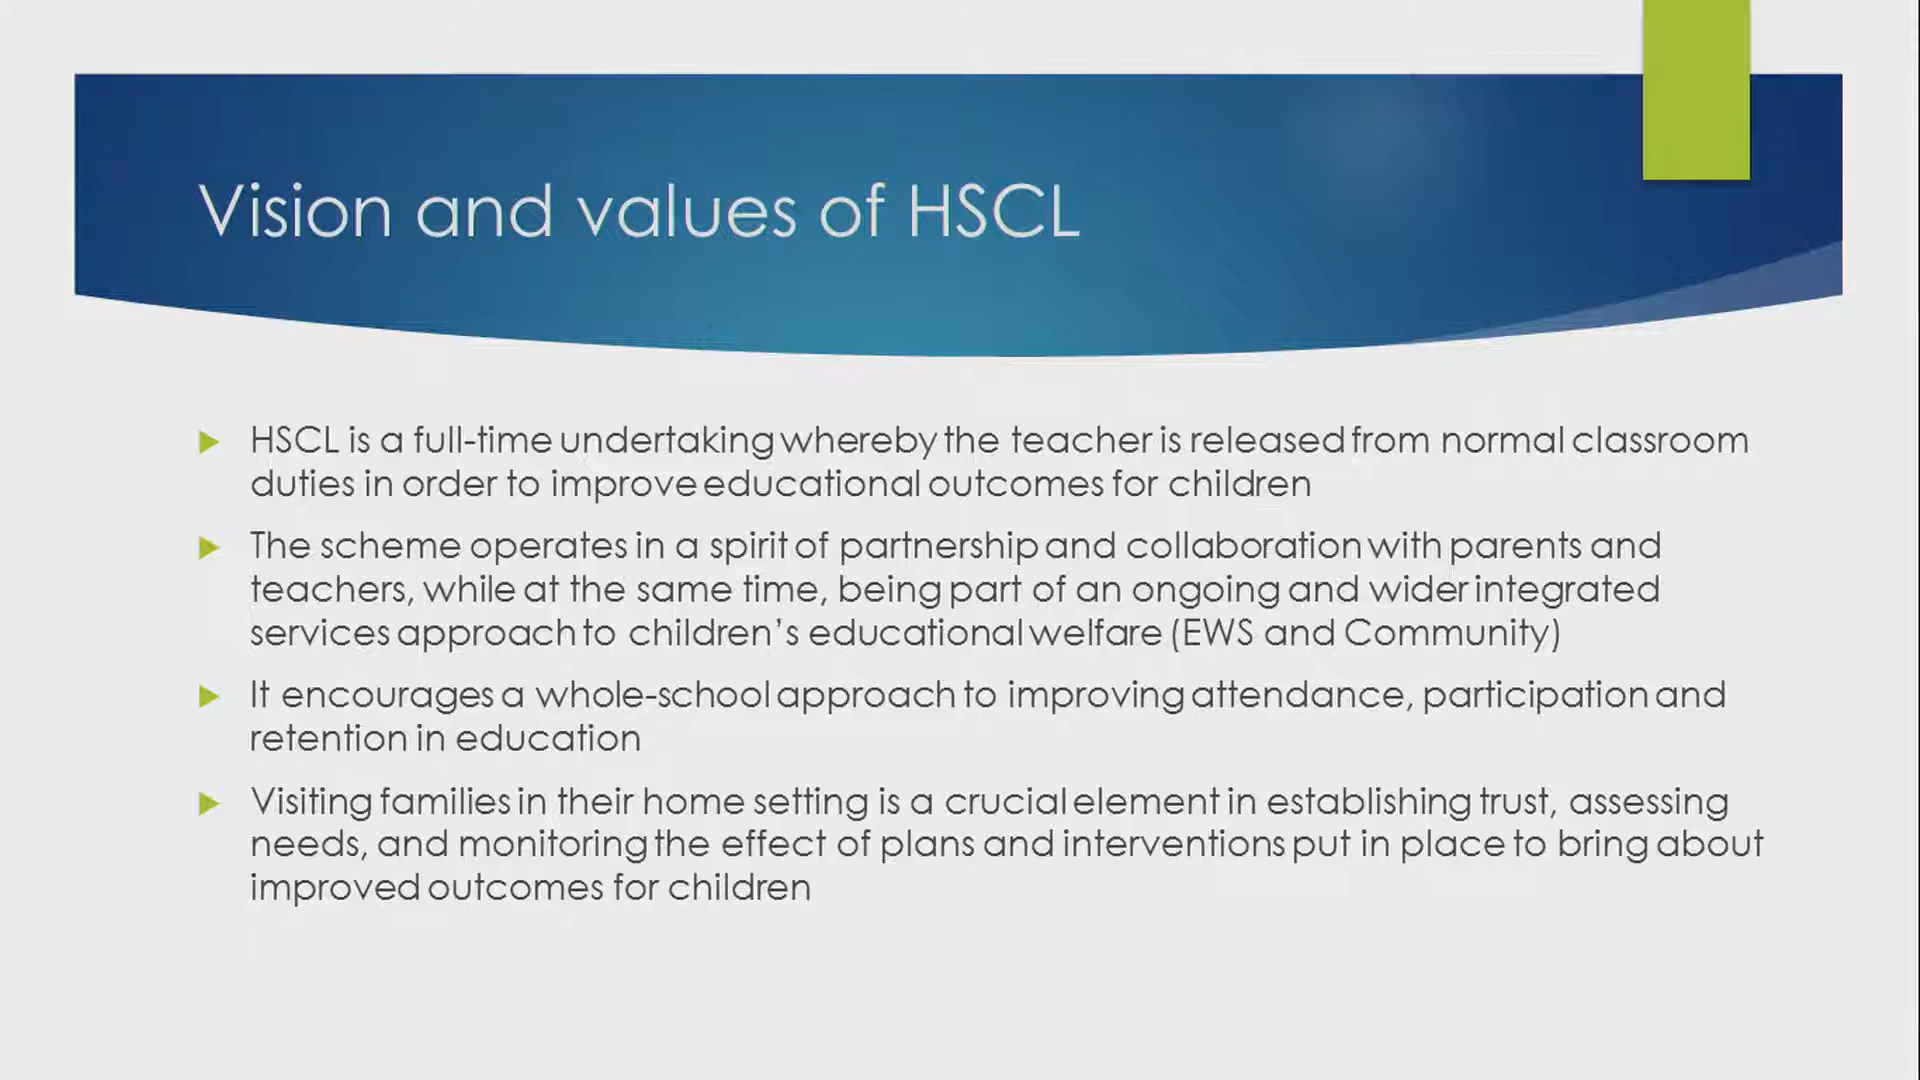 Vision and values of HSCL
HSCL is a full-time undertaking whereby the teacher is released from normal classroom
duties in order to improve educational outcomes for children
The scheme operates in a spirit of partnership and collaboration with parents and
teachers, while at the same time, being part of an ongoing and wider integrated
services approach to children’s educational welfare (EWS and Community)
It encourages a whole-school approach to improving attendance, participation and
retention in education
Visiting families in their home setting is a crucial element in establishing trust, assessing
needs, and monitoring the effect of plans and interventions put in place to bring about
improved outcomes for children